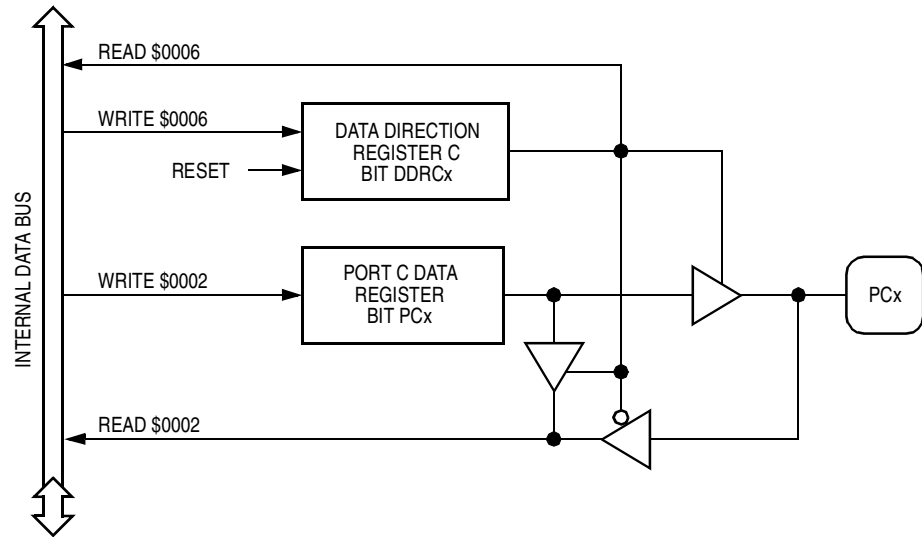 READ $0006
WRITE $0006
DATA DIRECTION
REGISTER C
BIT DDRCx
RESET
INTERNAL DATA BUS
WRITE $0002
PORT C DATA
REGISTER
BIT PCx
PCx
READ $0002